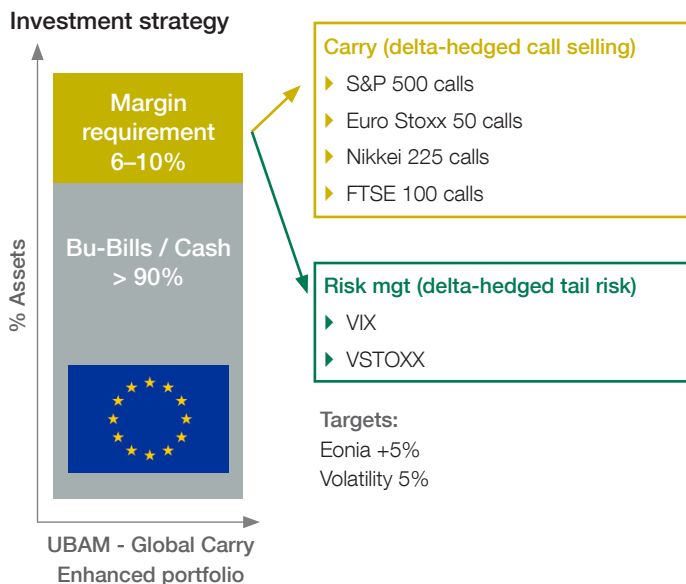 Investment strategy
% Assets
Margin
requirement
6–10%
Bu-Bills / Cash
> 90%
UBAM - Global Carry
Enhanced portfolio
Carry (delta-hedged call selling)
S&P 500 calls
Euro Stoxx 50 calls
Nikkei 225 calls
FTSE 100 calls
Risk mgt (delta-hedged tail risk)
VIX
VSTOXX
Targets:
Eonia +5%
Volatility 5%